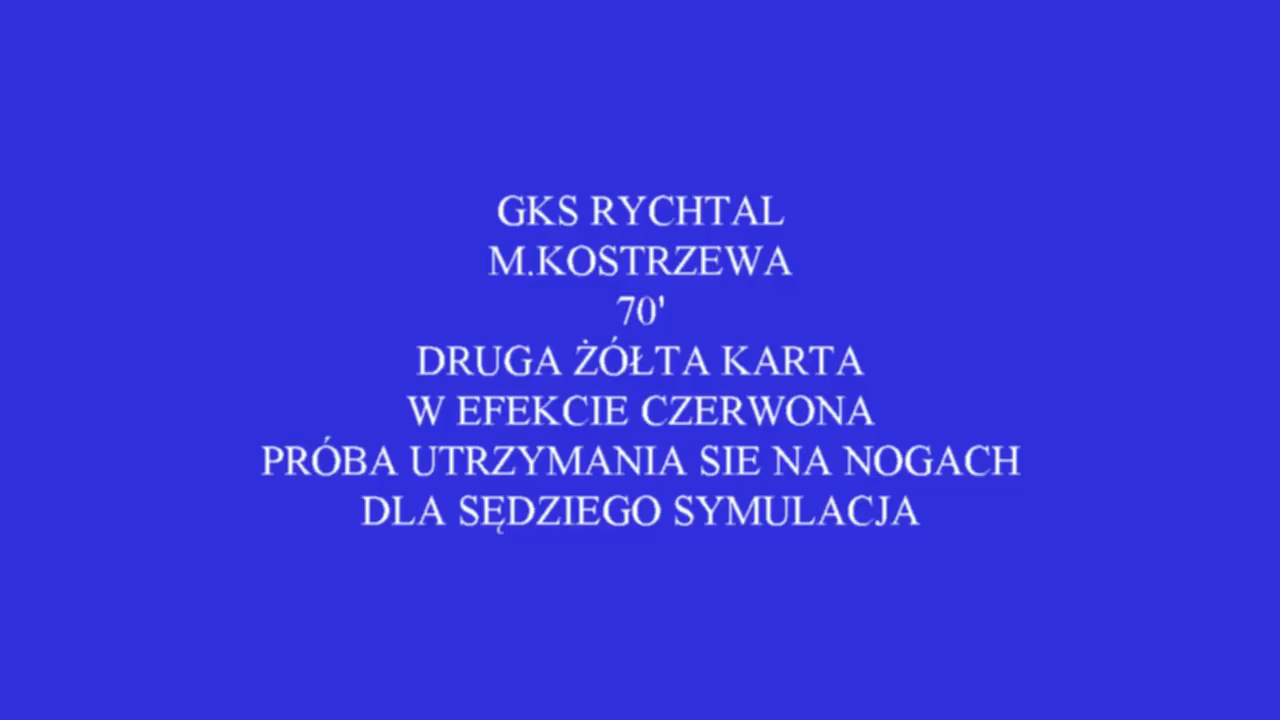 GKS RYCHTAL
M.KOSTRZEWA
70'
DRUGA ŻÓŁTA KARTA
W EFEKCIE CZERWONA
PRÓBA UTRZYMANIA SIE NA NOGACH
DLA SĘDZIEGO SYMULACJA